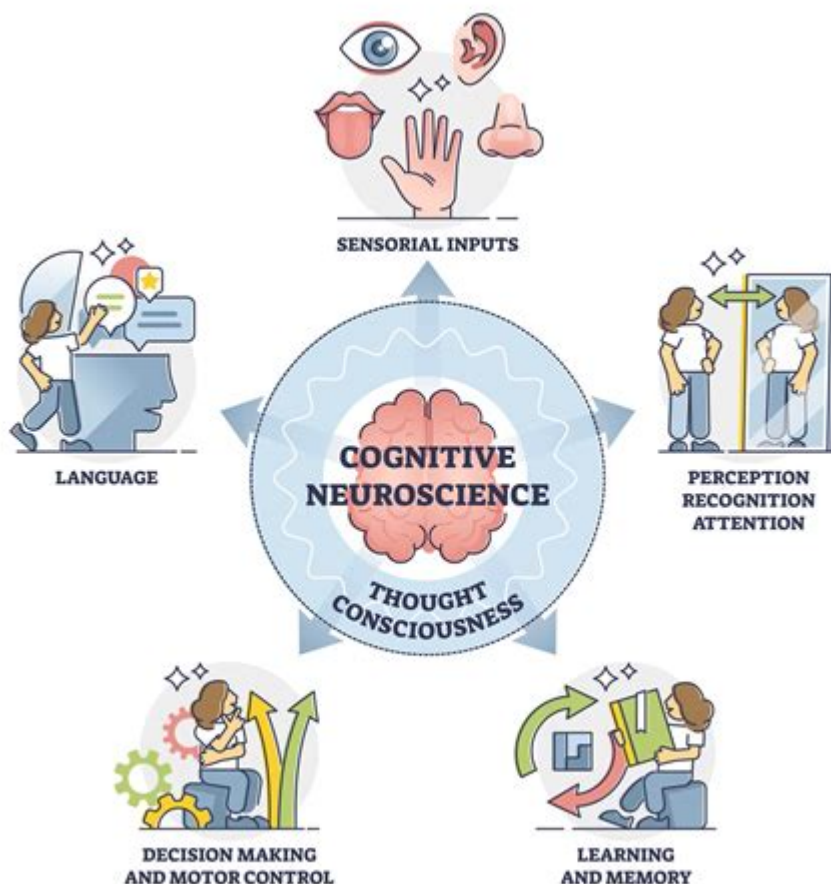 SENSORIAL INPUTS
LANGUAGE
PERCEPTION
RECOGNITION
ATTENTION
COGNITIVE
NEUROSCIENCE
THOUGHT
CONSCIOUSNESS
DECISION MAKING
AND MOTOR CONTROL
LEARNING
AND MEMORY